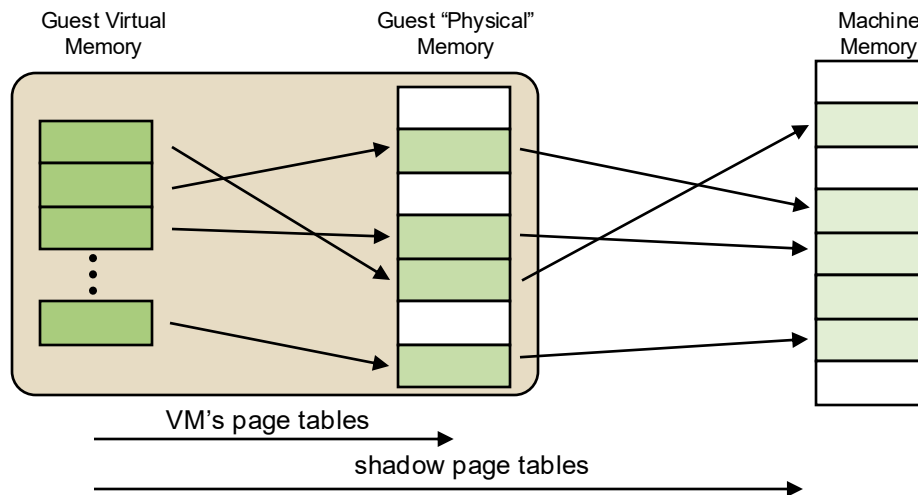 Guest Virtual
Memory
Guest “Physical”
Memory
Machine
Memory
VM’s page tables
shadow page tables